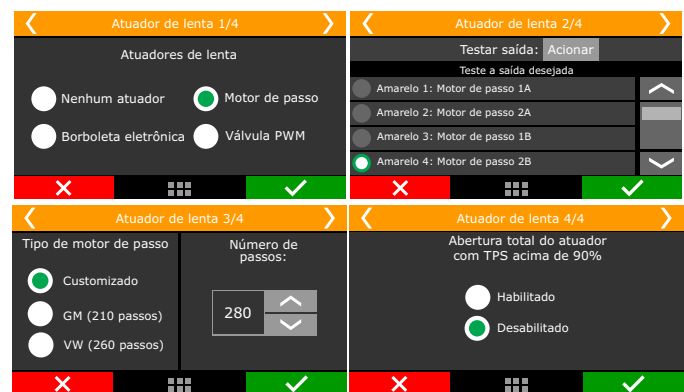 Atuador de lenta 1/4
Atuadores de lenta
Nenhum atuador
Motor de passo
Borboleta eletrônica
Válvula PWM
Atuador de lenta 2/4
Testar saída: Acionar
Teste a saída desejada
Amarelo 1: Motor de passo 1A
Amarelo 2: Motor de passo 2A
Amarelo 3: Motor de passo 1B
Amarelo 4: Motor de passo 2B
Atuador de lenta 3/4
Tipo de motor de passo
Customizado
GM (210 passos)
VW (260 passos)
Número de
passos:
280
Atuador de lenta 4/4
Abertura total do atuador
com TPS acima de 90%
Habilitado
Desabilitado